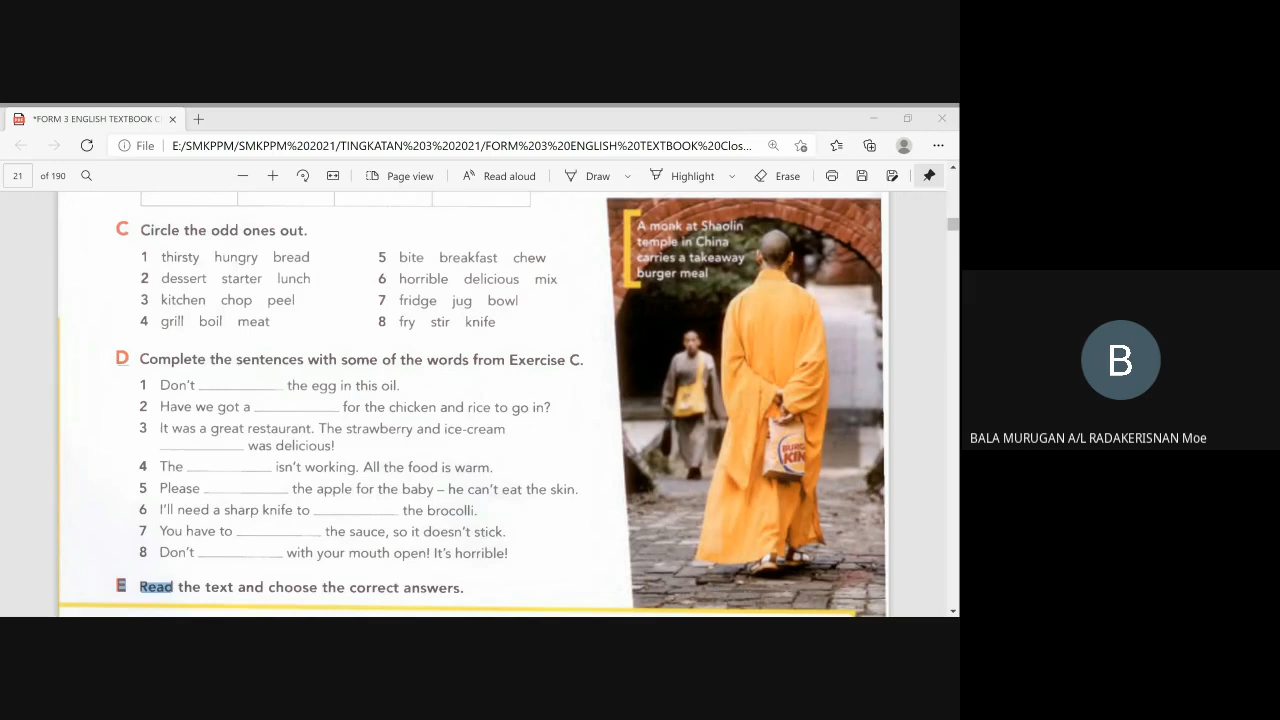 *FORM 3 ENGLISH TEXTBOOK C
File
E:/SMKPPM/SMKPPM%202021/TINGKATAN%203%202021/FORM%203%20ENGLISH%20TEXTBOOK%20Clos...
21 of 190
Page view
Read aloud
Draw
Highlight
Erase
C Circle the odd ones out.
1 thirsty hungry bread
2 dessert starter lunch
3 kitchen chop peel
4 grill boil meat
5 bite breakfast chew
6 horrible delicious mix
7 fridge jug bowl
8 fry stir knife
D Complete the sentences with some of the words from Exercise C.
1 Don't ____________ the egg in this oil.
2 Have we got a ____________ for the chicken and rice to go in?
3 It was a great restaurant. The strawberry and ice-cream
____________ was delicious!
4 The ____________ isn't working. All the food is warm.
5 Please ____________ the apple for the baby – he can't eat the skin.
6 I'll need a sharp knife to ____________ the brocolli.
7 You have to ____________ the sauce, so it doesn't stick.
8 Don't ____________ with your mouth open! It's horrible!
E Read the text and choose the correct answers.
A monk at Shaolin
temple in China
carries a takeaway
burger meal
BURG
KIN
B
BALA MURUGAN A/L RADAKERISNAN Moe